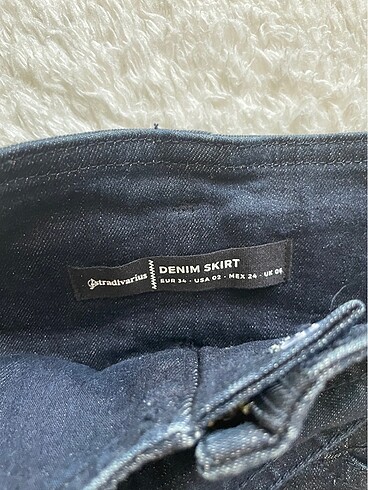 stradivarius
DENIM SKIRT
EUR 34 - USA 02 - MEX 24 - UK 06